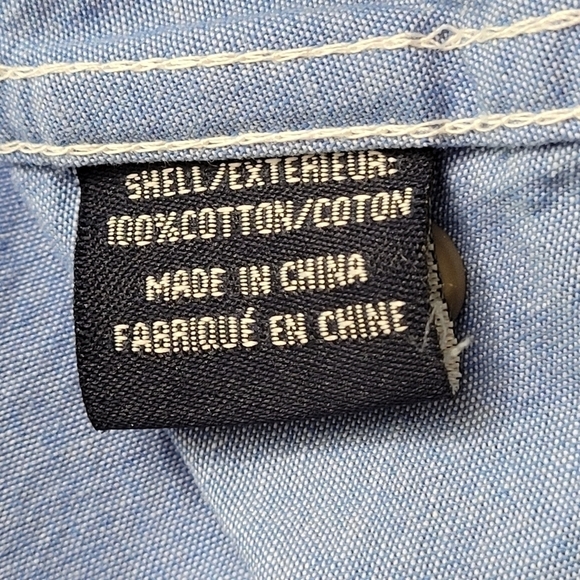 SHELL/EXTERIEUR:
100%COTTON/COTON
MADE IN CHINA
FABRIQUÉ EN CHINE